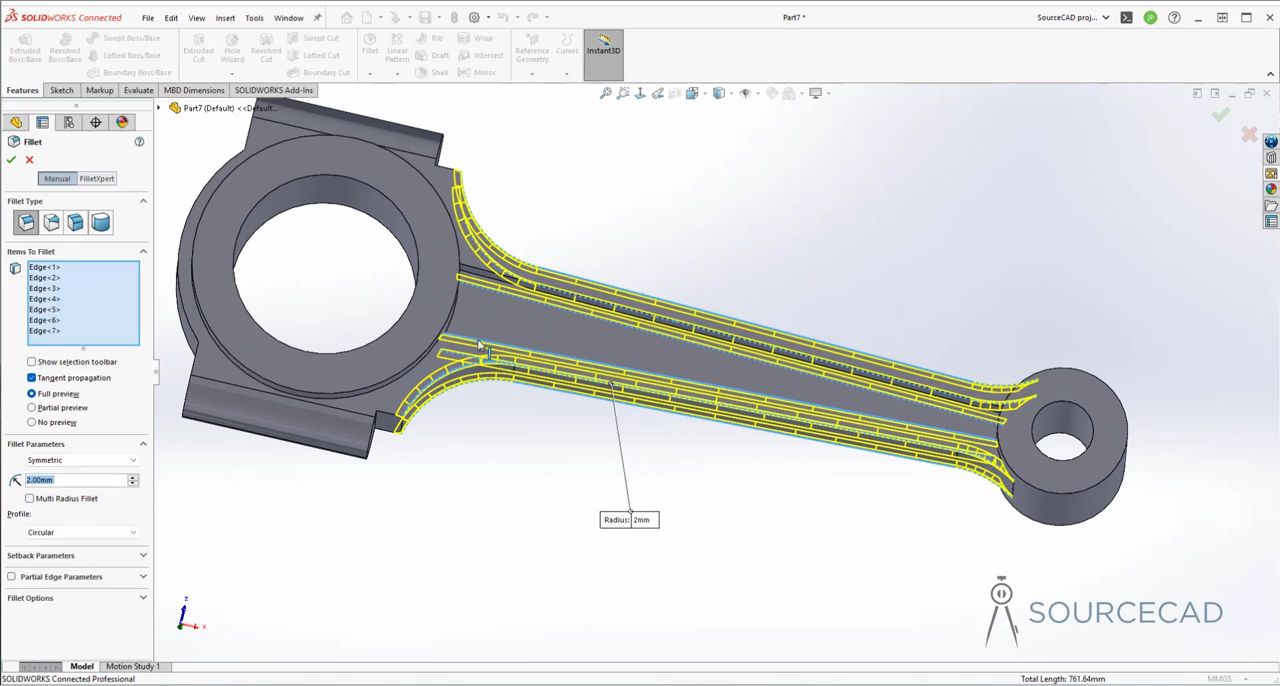 SOLIDWORKS Connected File Edit View Insert Tools Window Part7 * SourceCAD proj... JP
Extruded Boss/Base Revolved Boss/Base Swept Boss/Base Lofted Boss/Base Boundary Boss/Base Extruded Cut Hole Wizard Revolved Cut Swept Cut Lofted Cut Boundary Cut Fillet Linear Pattern Rib Draft Shell Wrap Intersect Mirror Reference Geometry Curves Instant3D
Features Sketch Markup Evaluate MBD Dimensions SOLIDWORKS Add-Ins
Part7 (Default) <<Default...
Fillet
Manual FilletXpert
Fillet Type
Items To Fillet
Edge<1>
Edge<2>
Edge<3>
Edge<4>
Edge<5>
Edge<6>
Edge<7>
Show selection toolbar
Tangent propagation
Full preview
Partial preview
No preview
Fillet Parameters
Symmetric
2.00mm
Multi Radius Fillet
Profile:
Circular
Setback Parameters
Partial Edge Parameters
Fillet Options
Radius: 2mm
z
x
SOURCECAD
Model Motion Study 1
SOLIDWORKS Connected Professional Total Length: 761.64mm MMGS